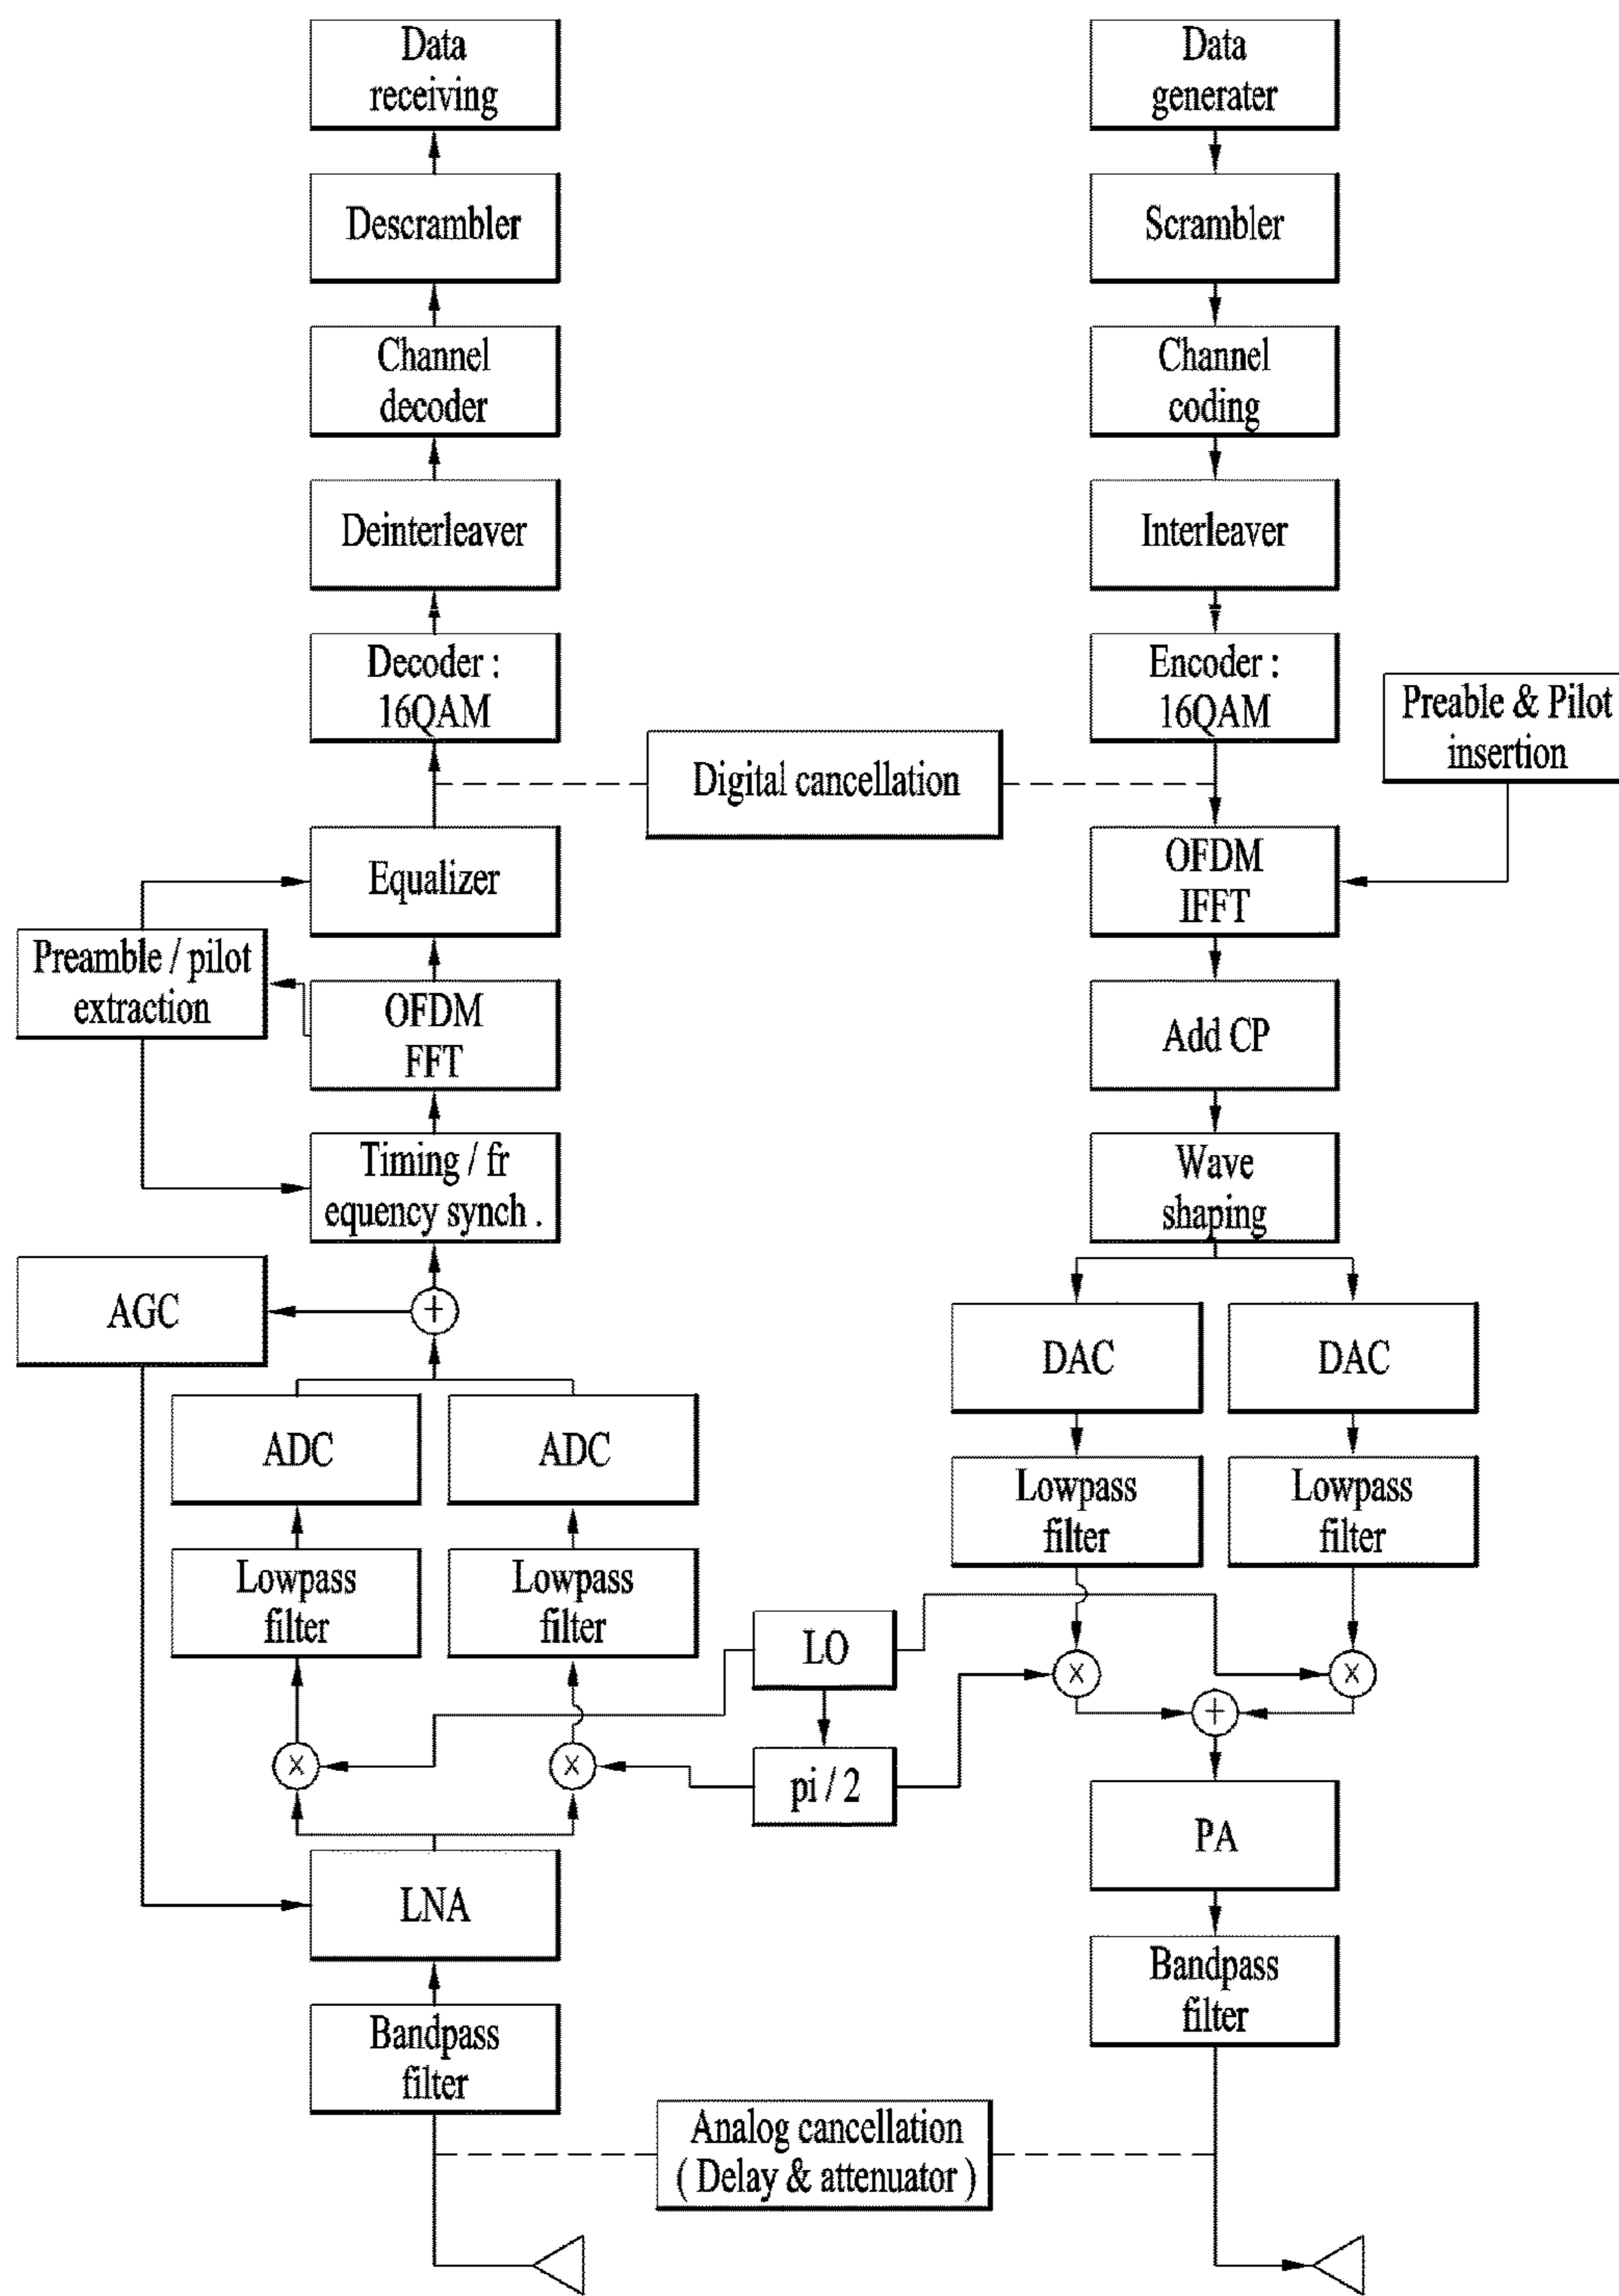 Data
receiving
Data
generater
Descrambler
Scrambler
Channel
decoder
Channel
coding
Deinterleaver
Interleaver
Decoder :
16QAM
Encoder :
16QAM
Preable & Pilot
insertion
Digital cancellation
Equalizer
OFDM
IFFT
Preamble / pilot
extraction
OFDM
FFT
Add CP
Timing / fr
equency synch .
Wave
shaping
AGC
+
DAC
DAC
ADC
ADC
Lowpass
filter
Lowpass
filter
Lowpass
filter
Lowpass
filter
LO
X
X
+
X
X
pi / 2
PA
LNA
Bandpass
filter
Bandpass
filter
Analog cancellation
( Delay & attenuator )